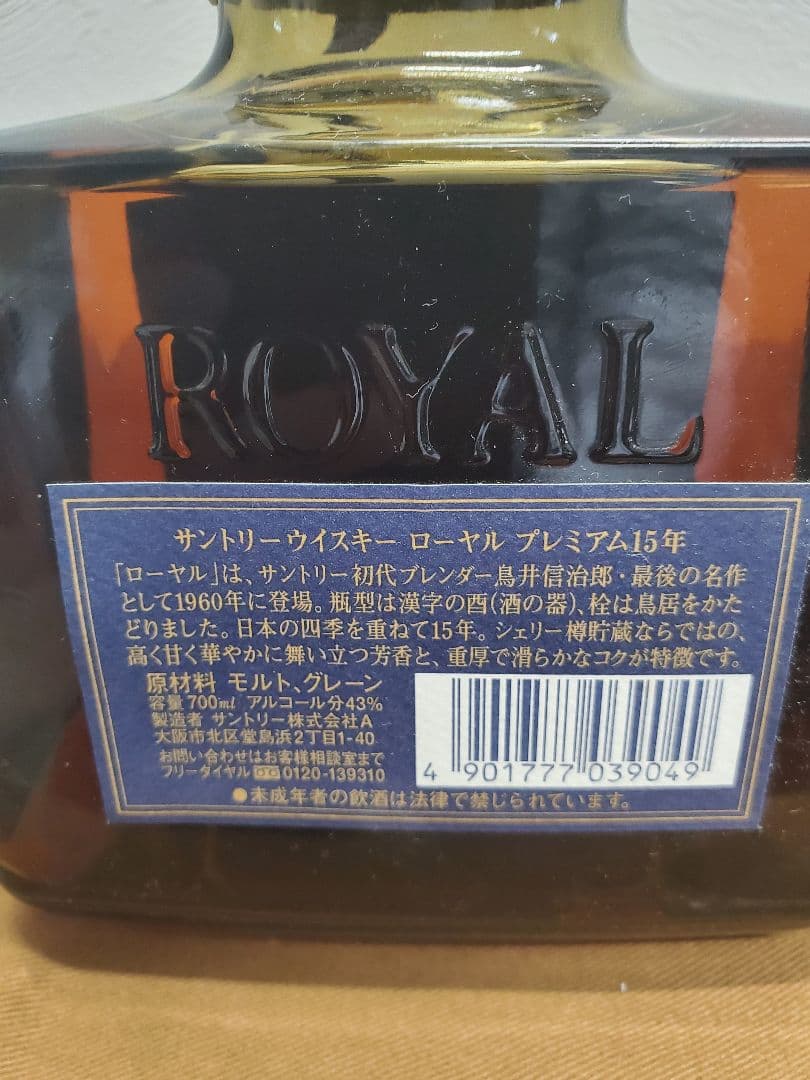 ROYAL
サントリーウイスキー ローヤル プレミアム15年
「ローヤル」は、サントリー初代ブレンダー鳥井信治郎・最後の名作
として1960年に登場。瓶型は漢字の酉(酒の器)、栓は鳥居をかた
どりました。日本の四季を重ねて15年。シェリー樽貯蔵ならではの、
高く甘く華やかに舞い立つ芳香と、重厚で滑らかなコクが特徴です。
原材料 モルト、グレーン
容量700ml アルコール分43%
製造者 サントリー株式会社A
大阪市北区堂島浜2丁目1-40
お問い合わせはお客様相談室まで
フリーダイヤル 0120-139310
4 901777 039049
●未成年者の飲酒は法律で禁じられています。